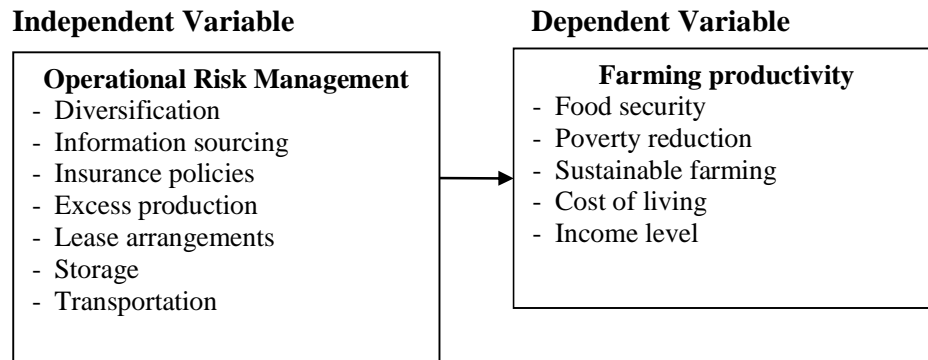 Independent Variable
Operational Risk Management
- Diversification
- Information sourcing
- Insurance policies
- Excess production
- Lease arrangements
- Storage
- Transportation
Dependent Variable
Farming productivity
- Food security
- Poverty reduction
- Sustainable farming
- Cost of living
- Income level